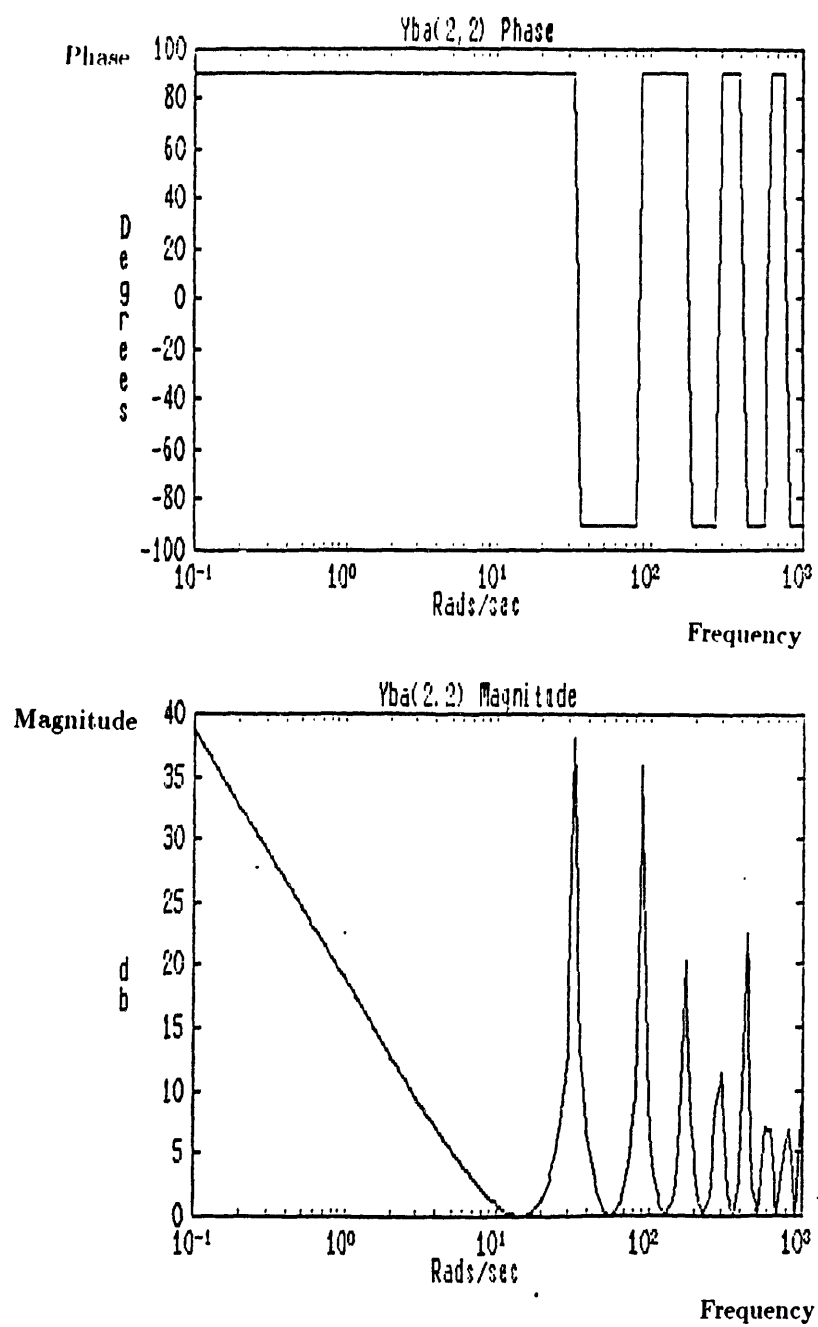 Yba(2,2) Phase
Phase
100
80
60
40
20
0
-20
-40
-60
-80
-100
Degrees
10⁻¹ 10⁰ 10¹ 10² 10³
Rads/sec
Frequency
Yba(2,2) Magnitude
Magnitude
40
35
30
25
20
15
10
5
0
db
10⁻¹ 10⁰ 10¹ 10² 10³
Rads/sec
Frequency